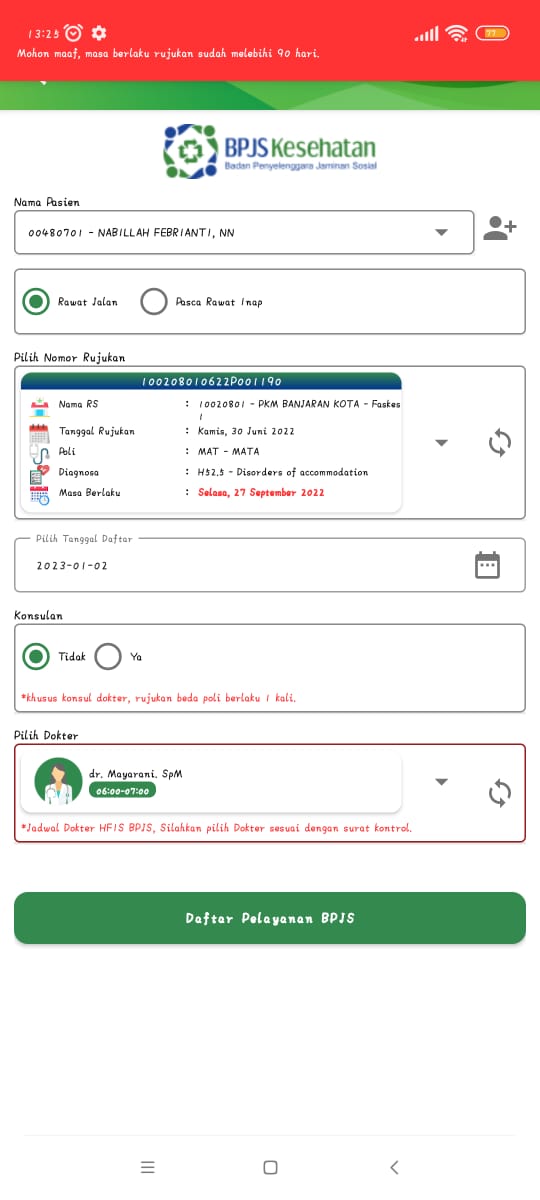 13:25
77
Mohon maaf, masa berlaku rujukan sudah melebihi 90 hari.
BPJS Kesehatan
Badan Penyelenggara Jaminan Sosial
Nama Pasien
00480701 - NABILLAH FEBRIANTI, NN
Rawat Jalan
Pasca Rawat Inap
Pilih Nomor Rujukan
100208010622P001190
Nama RS : 10020801 - PKM BANJARAN KOTA - Faskes
1
Tanggal Rujukan : Kamis, 30 Juni 2022
Poli : MAT - MATA
Diagnosa : H52.5 - Disorders of accommodation
Masa Berlaku : Selasa, 27 September 2022
Pilih Tanggal Daftar
2023-01-02
Konsulan
Tidak
Ya
*khusus konsul dokter, rujukan beda poli berlaku 1 kali.
Pilih Dokter
dr. Mayarani, SpM
06:00-07:00
*Jadwal Dokter HFIS BPJS, Silahkan pilih Dokter sesuai dengan surat kontrol.
Daftar Pelayanan BPJS